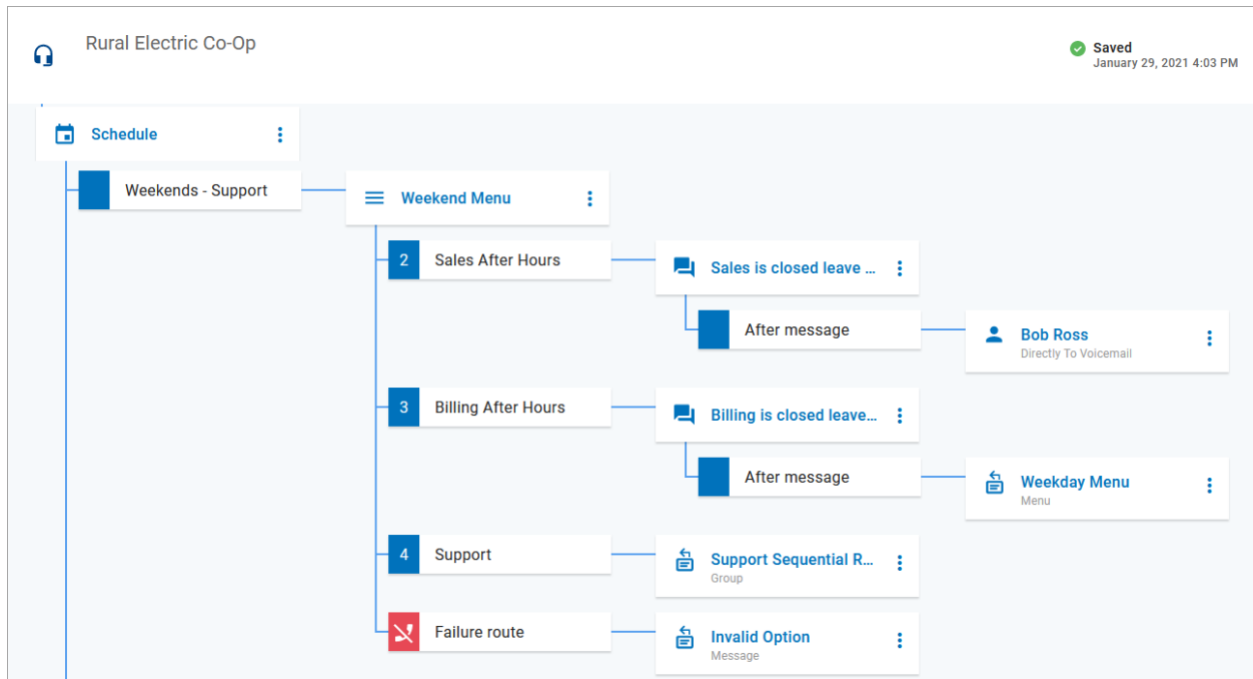 Rural Electric Co-Op
Saved
January 29, 2021 4:03 PM
Schedule
Weekends - Support
Weekend Menu
2 Sales After Hours
Sales is closed leave ...
After message
Bob Ross
Directly To Voicemail
3 Billing After Hours
Billing is closed leave...
After message
Weekday Menu
Menu
4 Support
Support Sequential R...
Group
Failure route
Invalid Option
Message